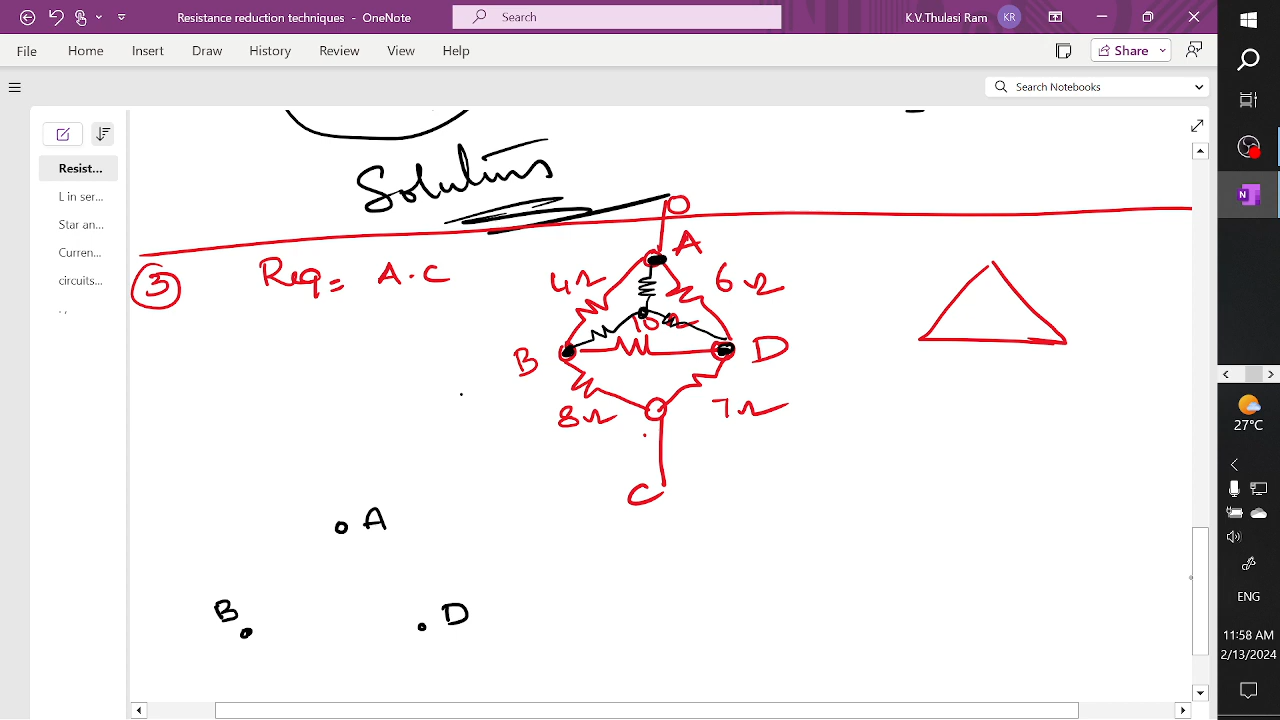 Resistance reduction techniques - OneNote
Search
K.V.Thulasi Ram
KR
File Home Insert Draw History Review View Help
Share
Search Notebooks
Resist...
L in ser...
Star an...
Curren...
circuits...
Solutions
3 Req = A-C
A
4Ω
6Ω
10Ω
B
D
8Ω
7Ω
C
A
B
D
27°C
ENG
11:58 AM
2/13/2024